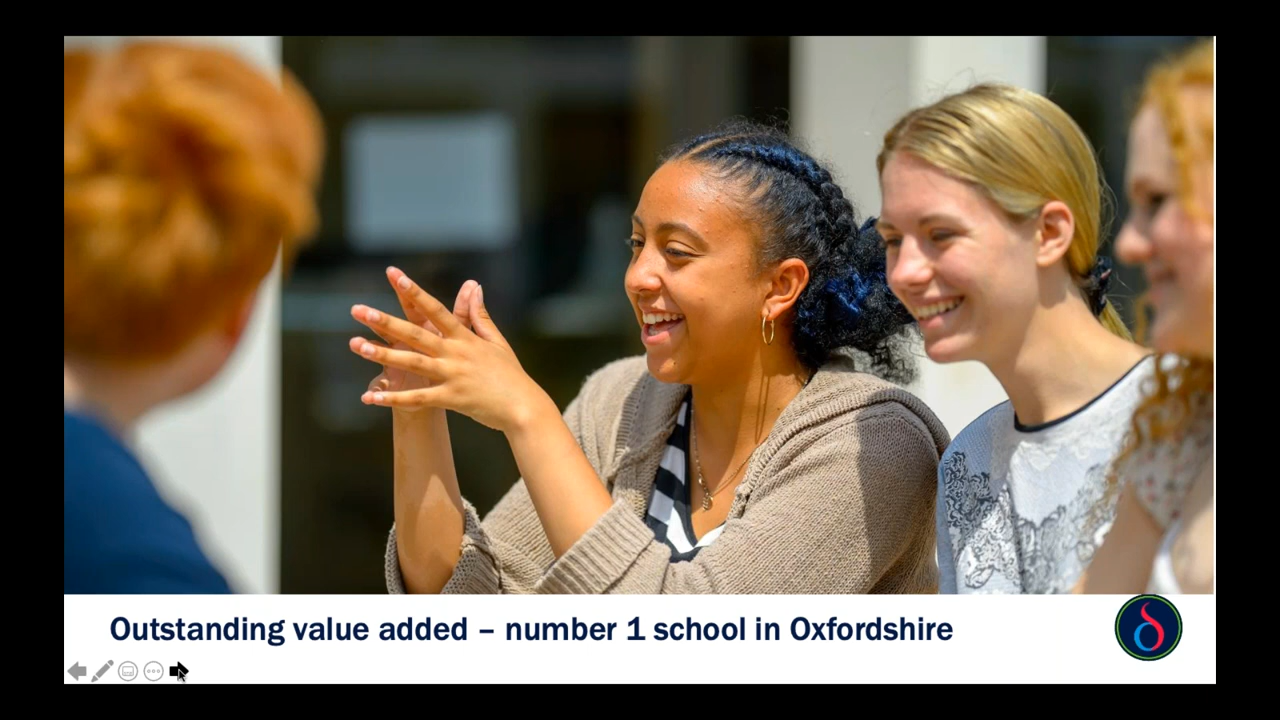 Outstanding value added – number 1 school in Oxfordshire